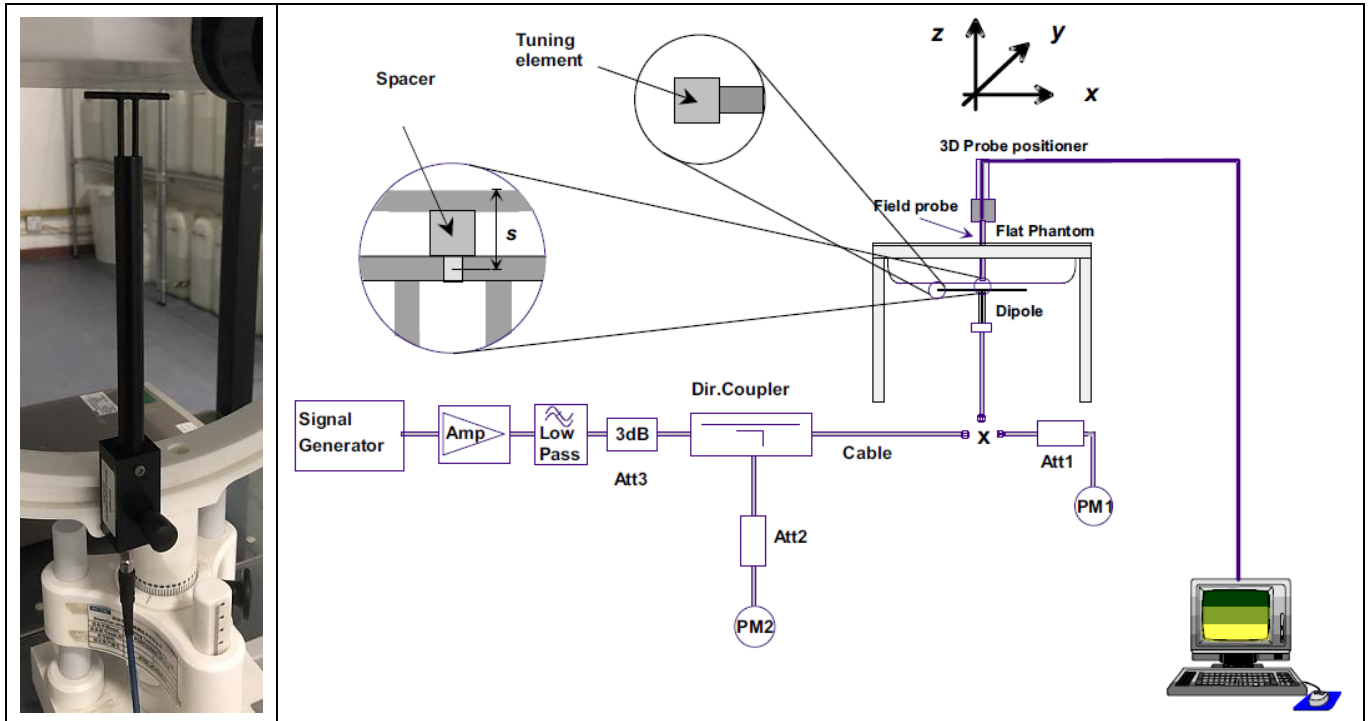 Tuning
element
Spacer
s
z
y
x
3D Probe positioner
Field probe
Flat Phantom
Dipole
Dir.Coupler
Signal
Generator
Amp
Low
Pass
3dB
Att3
Cable
x
Att1
PM1
Att2
PM2